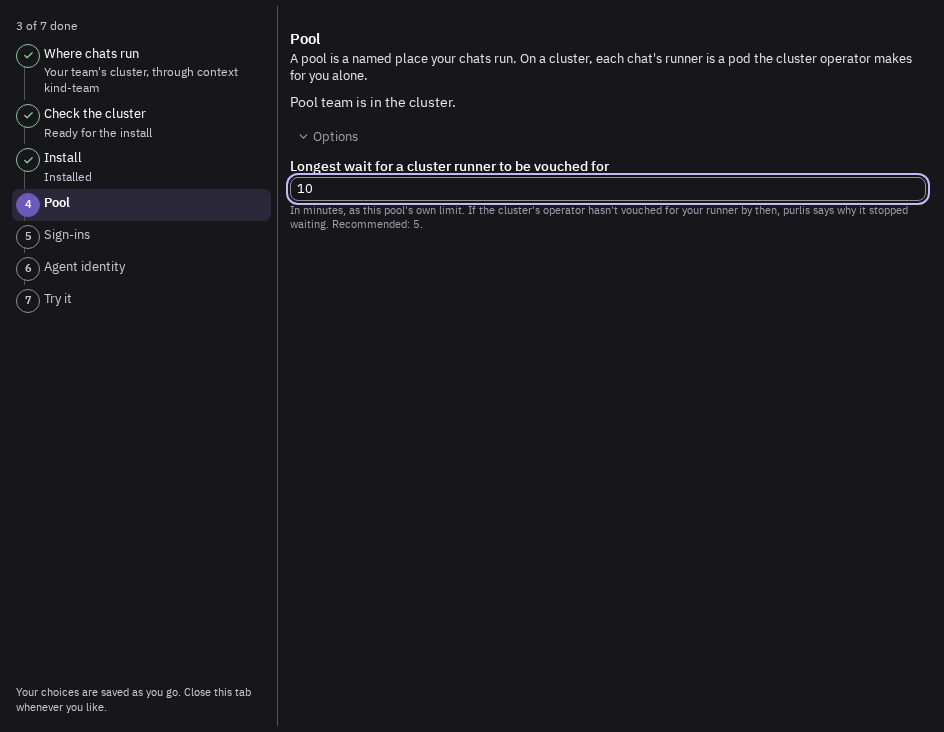 3 of 7 done
Where chats run
Your team's cluster, through context
kind-team
Check the cluster
Ready for the install
Install
Installed
4 Pool
5 Sign-ins
6 Agent identity
7 Try it
Your choices are saved as you go. Close this tab
whenever you like.
Pool
A pool is a named place your chats run. On a cluster, each chat's runner is a pod the cluster operator makes
for you alone.
Pool team is in the cluster.
Options
Longest wait for a cluster runner to be vouched for
10
In minutes, as this pool's own limit. If the cluster's operator hasn't vouched for your runner by then, purlis says why it stopped
waiting. Recommended: 5.